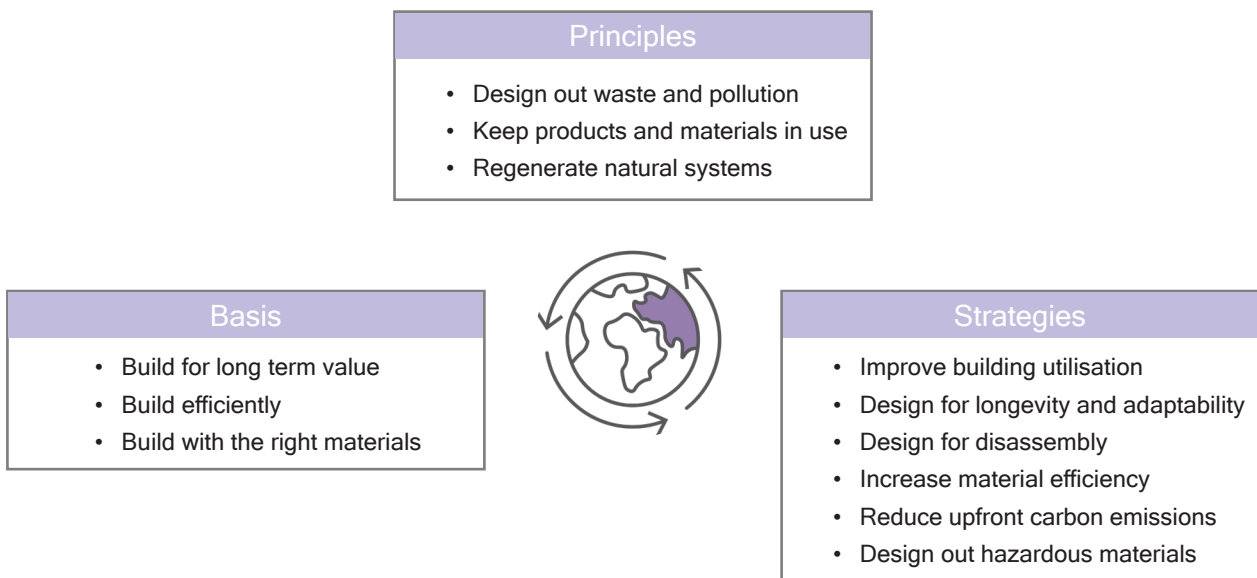 Principles
• Design out waste and pollution
• Keep products and materials in use
• Regenerate natural systems
Basis
• Build for long term value
• Build efficiently
• Build with the right materials
Strategies
• Improve building utilisation
• Design for longevity and adaptability
• Design for disassembly
• Increase material efficiency
• Reduce upfront carbon emissions
• Design out hazardous materials